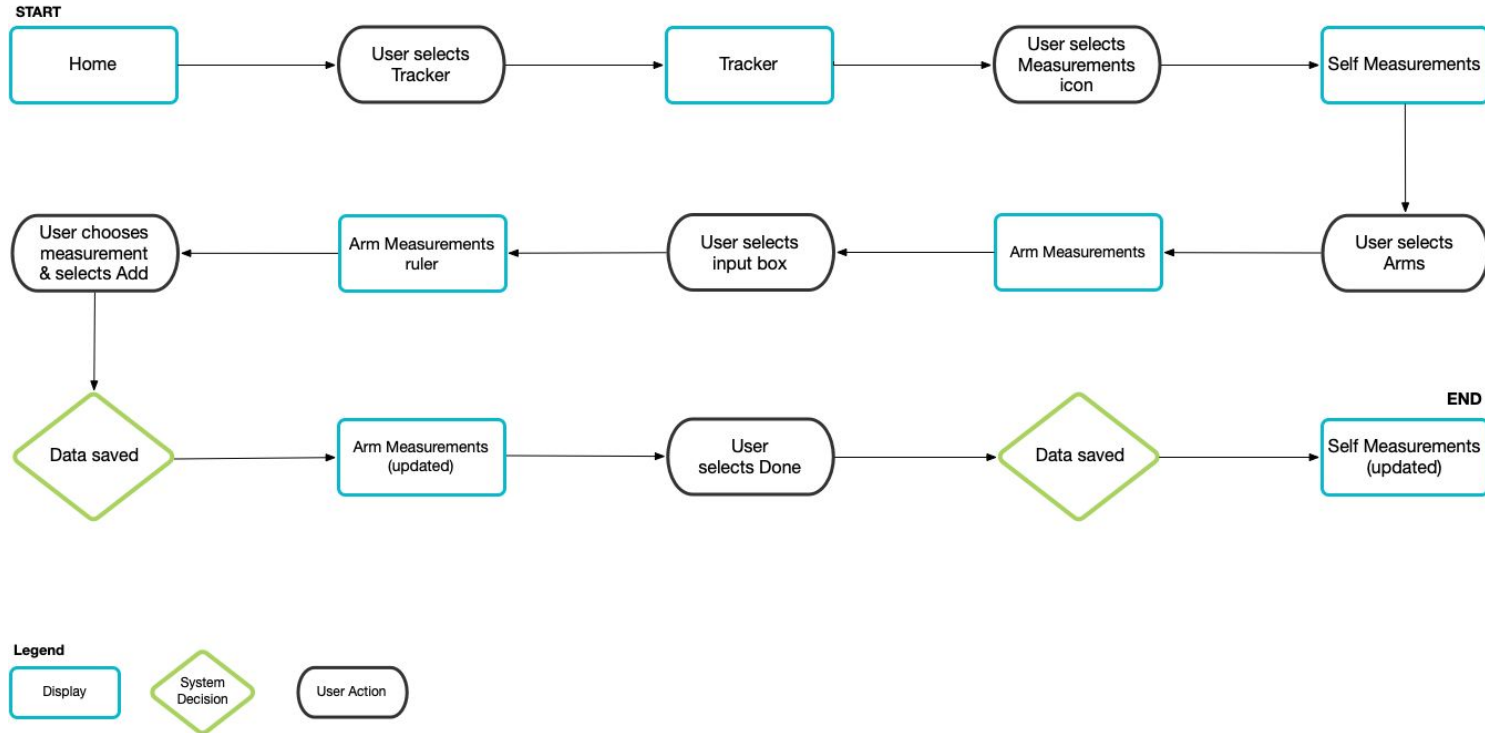 START
Home
User selects
Tracker
Tracker
User selects
Measurements
icon
Self Measurements
User chooses
measurement
& selects Add
Arm Measurements
ruler
User selects
input box
Arm Measurements
User selects
Arms
Data saved
Arm Measurements
(updated)
User
selects Done
Data saved
END
Self Measurements
(updated)
Legend
Display
System
Decision
User Action